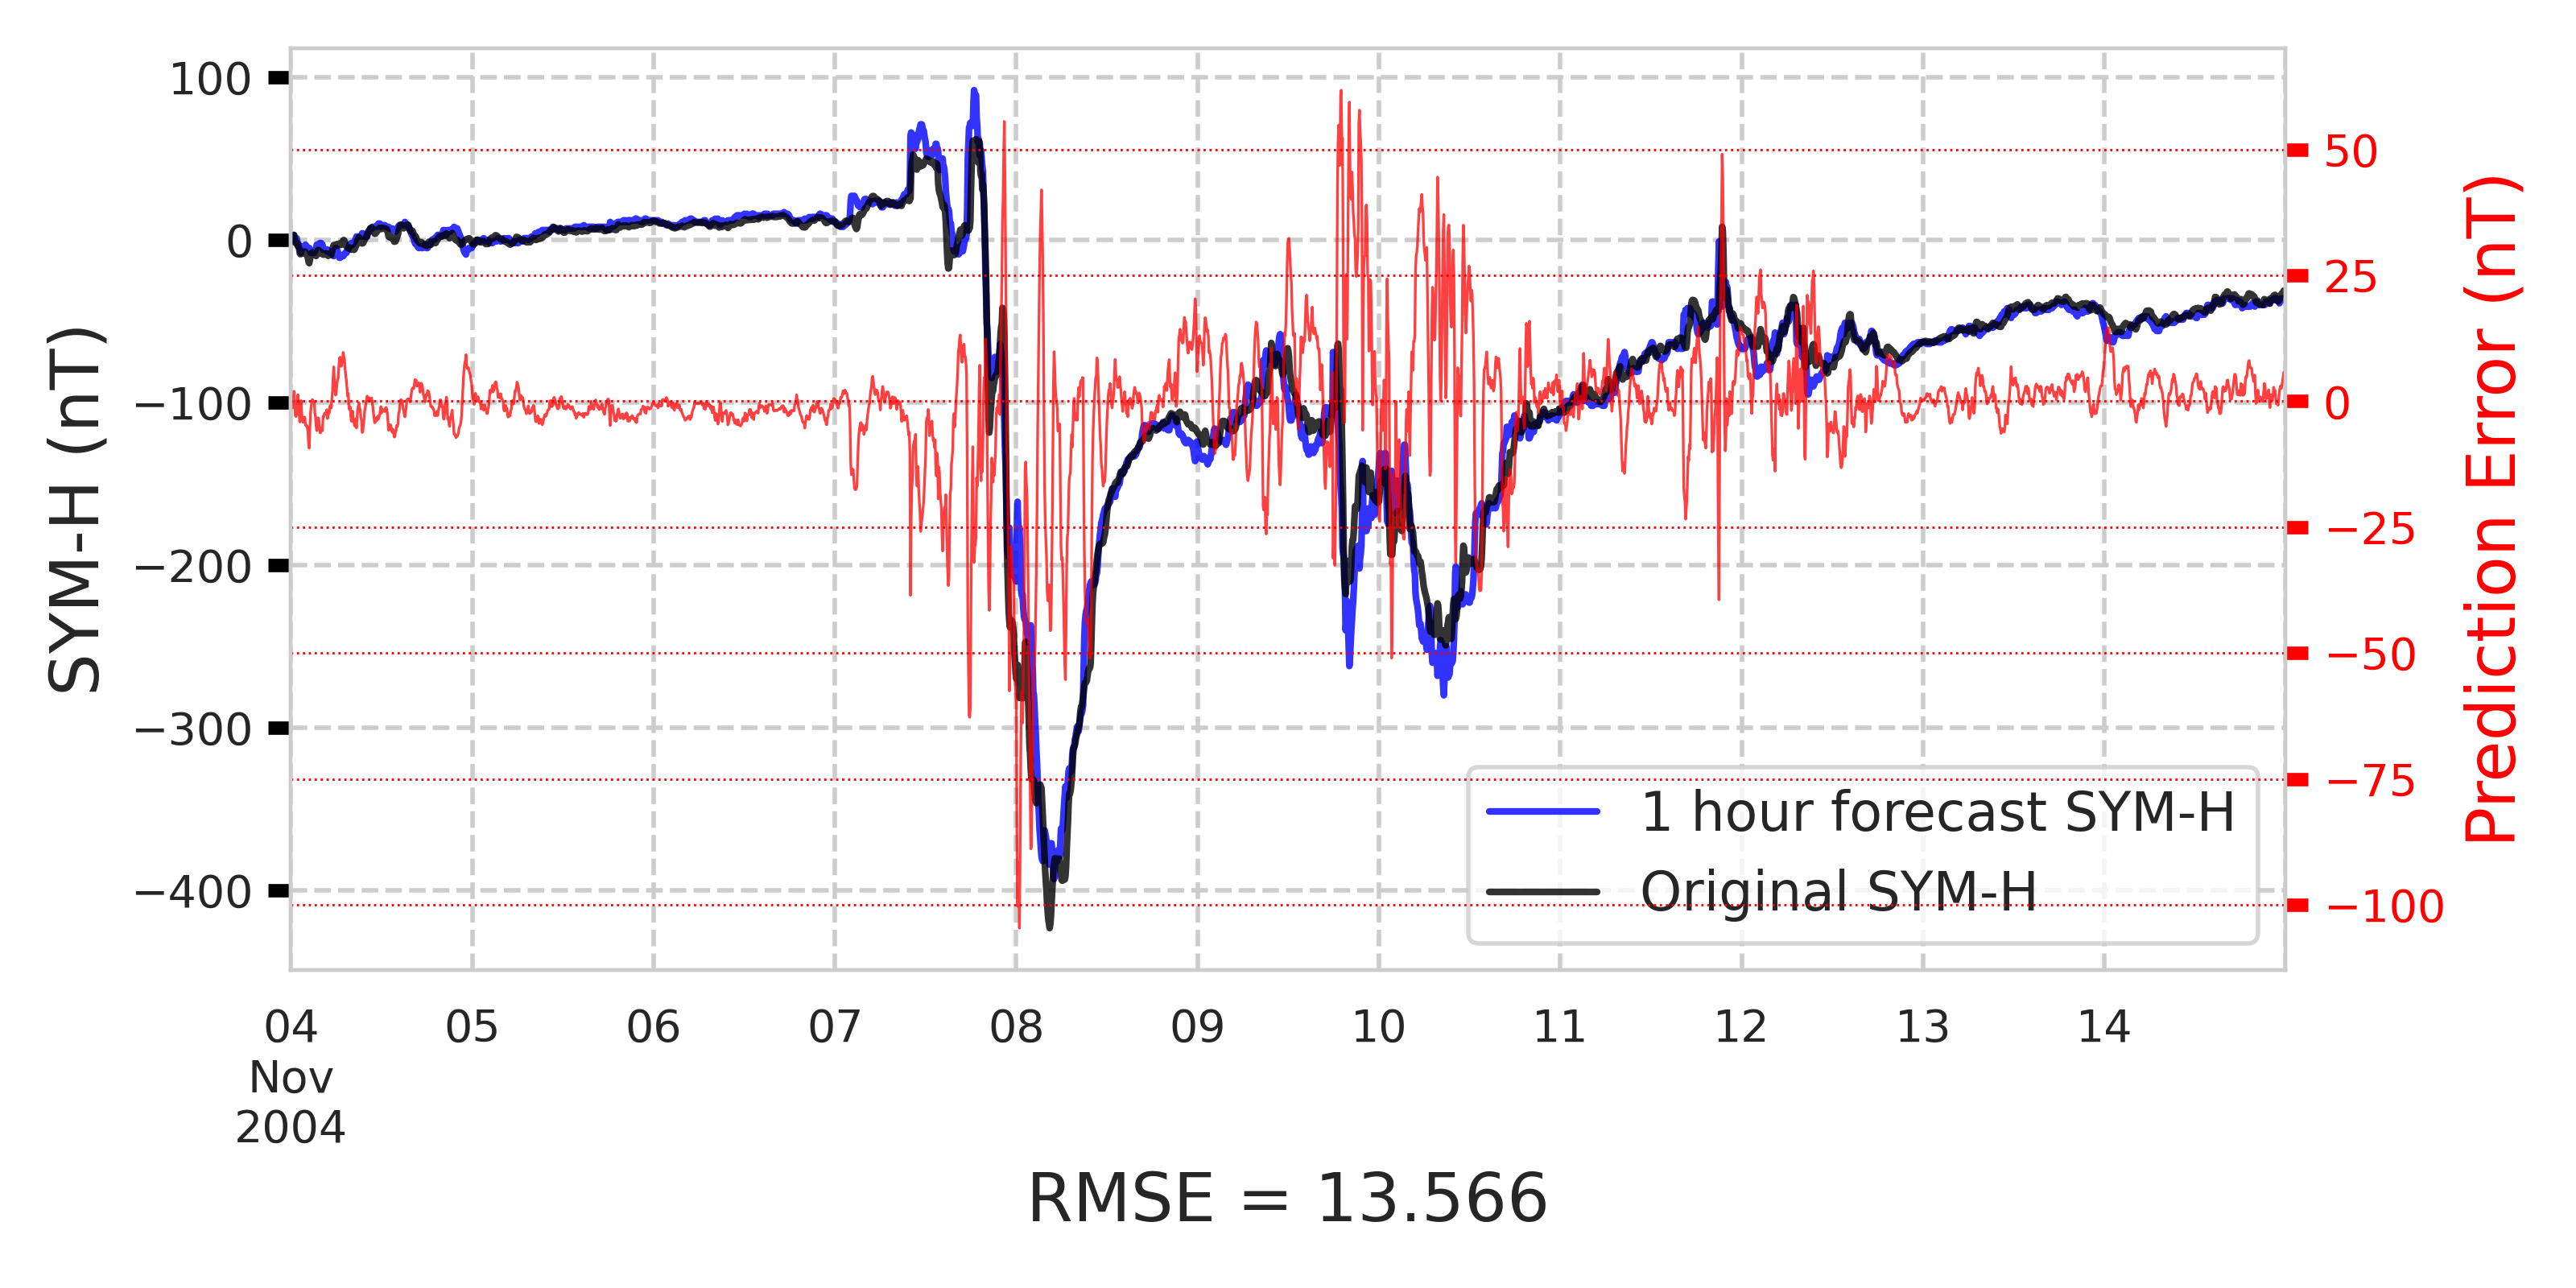 100
0
−100
−200
−300
−400
SYM-H (nT)
50
25
0
−25
−50
−75
−100
Prediction Error (nT)
1 hour forecast SYM-H
Original SYM-H
04 05 06 07 08 09 10 11 12 13 14
Nov
2004
RMSE = 13.566